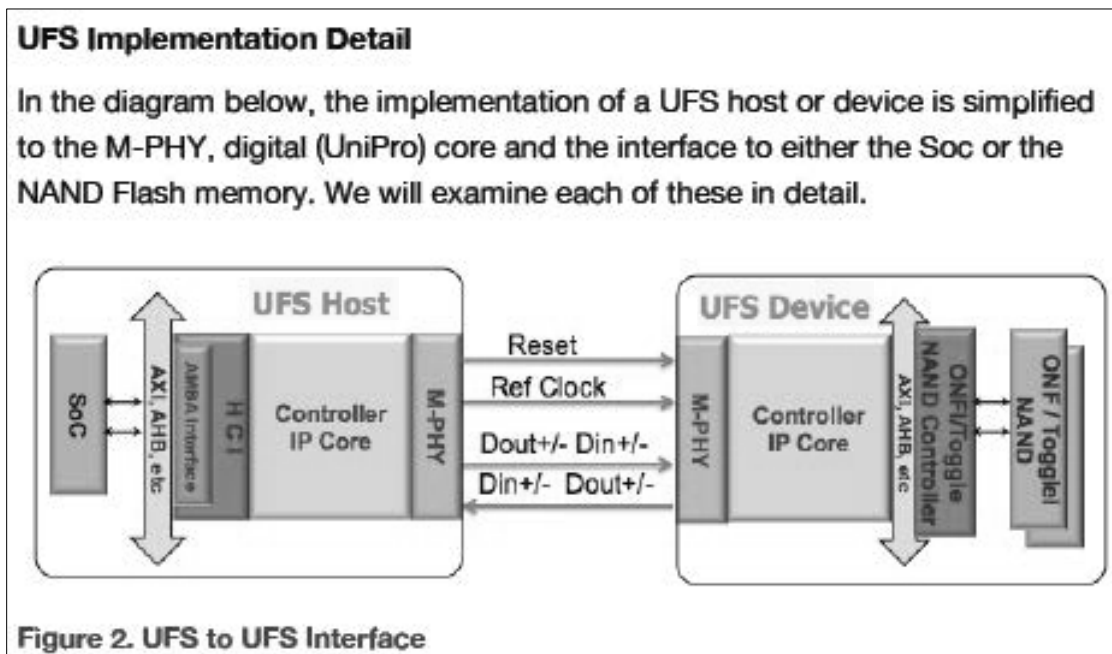 UFS Implementation Detail
In the diagram below, the implementation of a UFS host or device is simplified
to the M-PHY, digital (UniPro) core and the interface to either the Soc or the
NAND Flash memory. We will examine each of these in detail.
UFS Host
SoC
AXI, AHB, etc
AMBA Interface
HCI
Controller
IP Core
M-PHY
Reset
Ref Clock
Dout+/- Din+/-
Din+/- Dout+/-
UFS Device
M-PHY
Controller
IP Core
AXI, AHB, etc
ONFI/Toggle
NAND Controller
ONF / Toggle!
NAND
Figure 2. UFS to UFS Interface